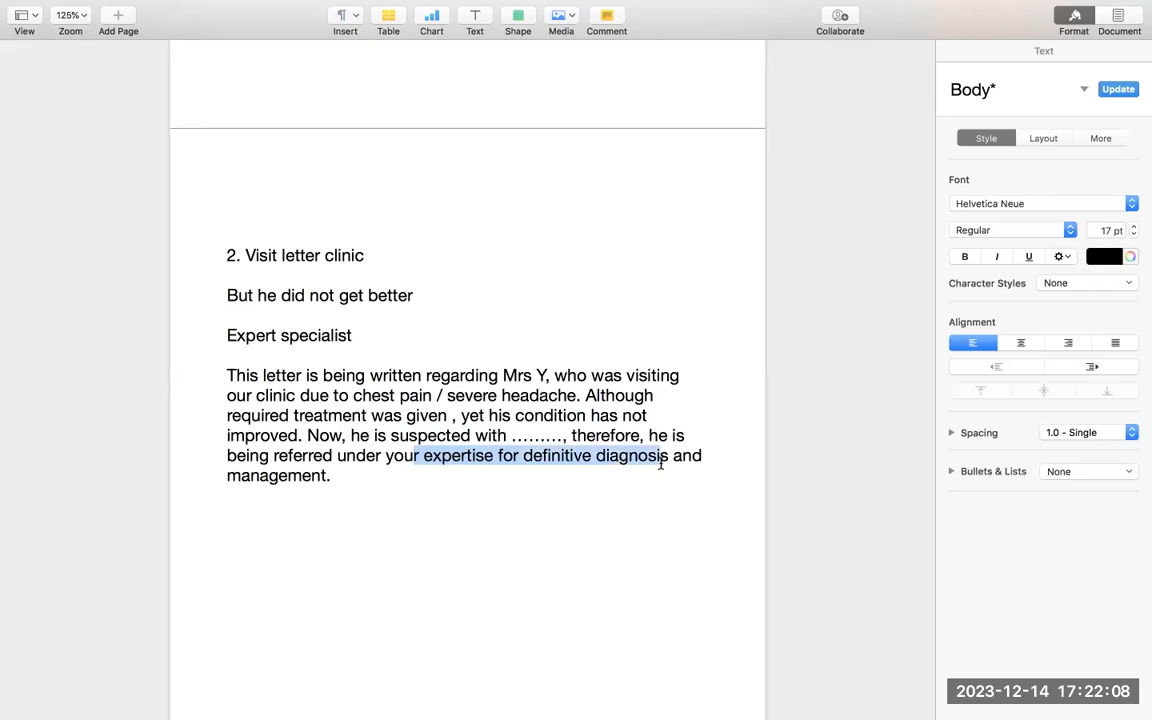 View
125%
Zoom
Add Page
Insert
Table
Chart
Text
Shape
Media
Comment
Collaborate
Format
Document
Text
Body*
Update
Style
Layout
More
Font
Helvetica Neue
Regular
17 pt
B I U
Character Styles
None
Alignment
Spacing
1.0 - Single
Bullets & Lists
None
2. Visit letter clinic
But he did not get better
Expert specialist
This letter is being written regarding Mrs Y, who was visiting
our clinic due to chest pain / severe headache. Although
required treatment was given , yet his condition has not
improved. Now, he is suspected with ………, therefore, he is
being referred under your expertise for definitive diagnosis and
management.
2023-12-14 17:22:08